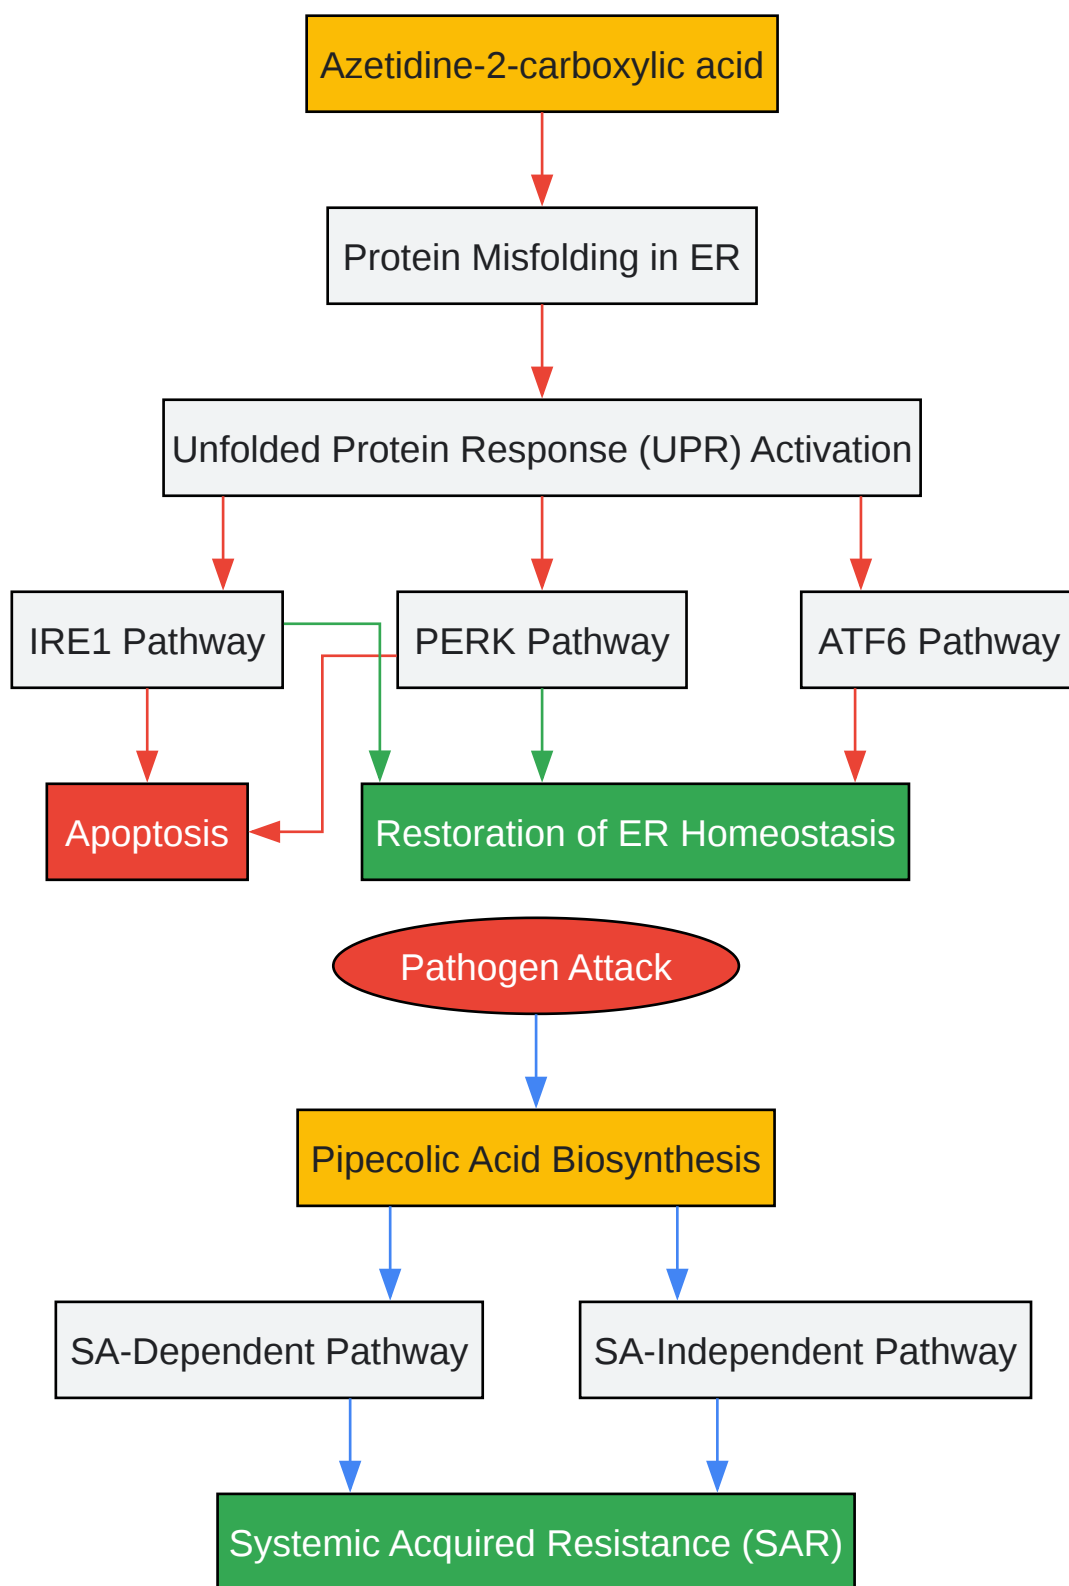 Azetidine-2-carboxylic acid
Protein Misfolding in ER
Unfolded Protein Response (UPR) Activation
IRE1 Pathway
PERK Pathway
ATF6 Pathway
Apoptosis
Restoration of ER Homeostasis
Pathogen Attack
Pipecolic Acid Biosynthesis
SA-Dependent Pathway
SA-Independent Pathway
Systemic Acquired Resistance (SAR)